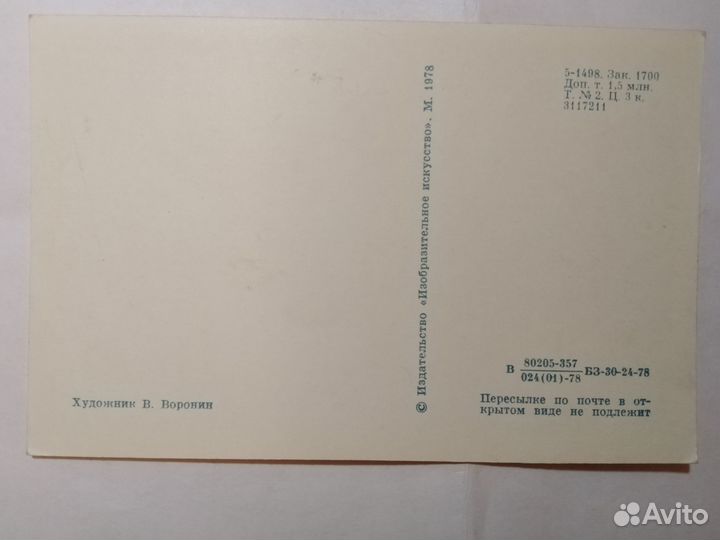 5-1498. Зак. 1700
Доп. т. 1,5 млн.
Т. № 2. Ц. 3 к.
3117211
© Издательство «Изобразительное искусство». М. 1978
В 80205-357
024(01)-78 БЗ-30-24-78
Художник В. Воронин
Пересылке по почте в от-
крытом виде не подлежит
Avito